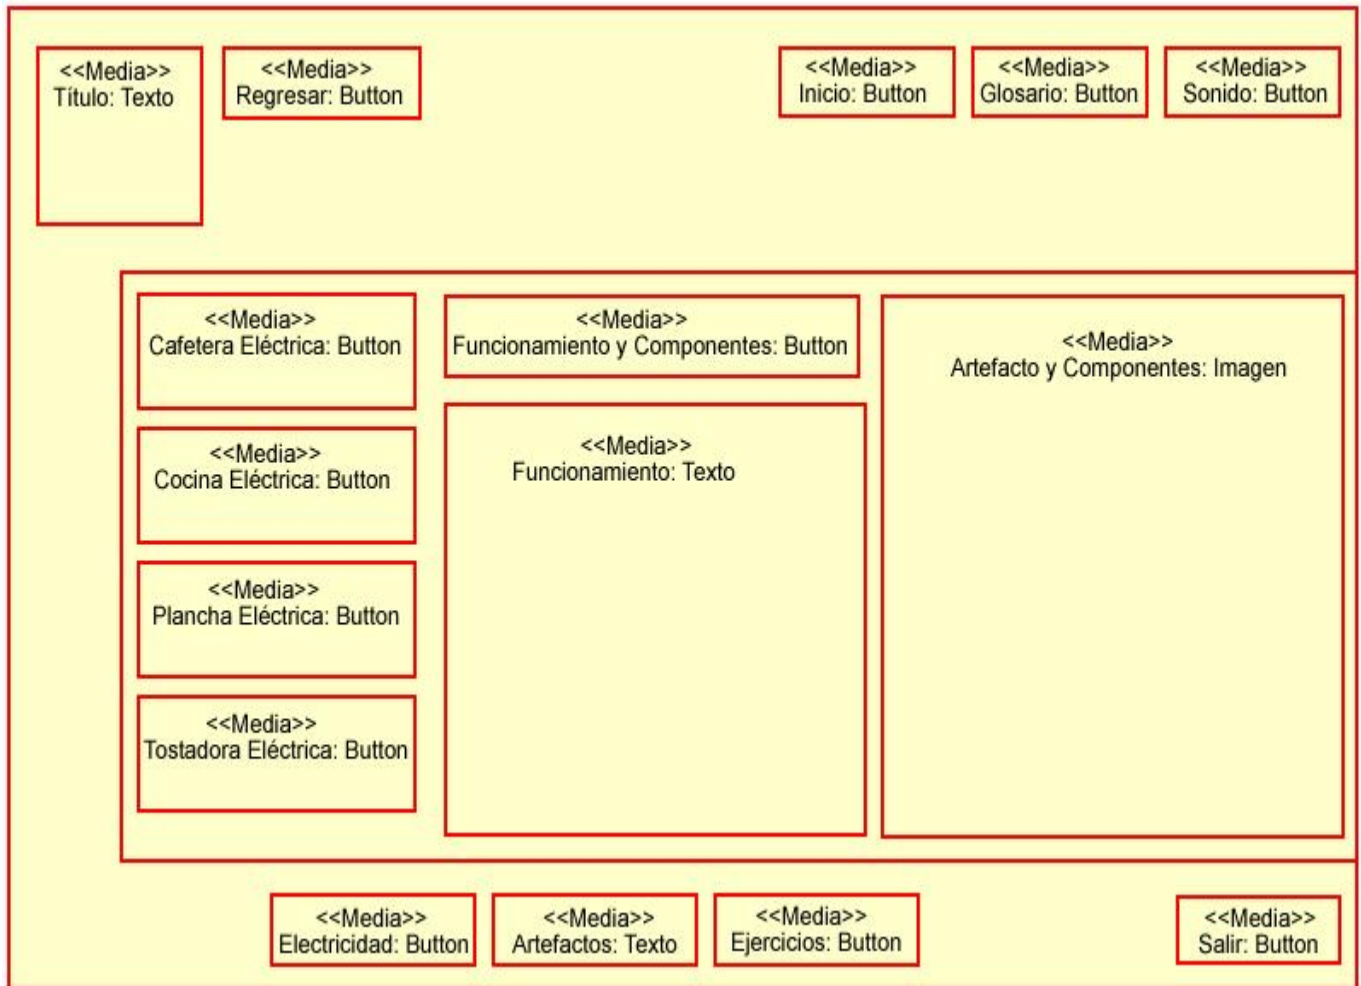 <<Media>>
Título: Texto
<<Media>>
Regresar: Button
<<Media>>
Inicio: Button
<<Media>>
Glosario: Button
<<Media>>
Sonido: Button
<<Media>>
Cafetera Eléctrica: Button
<<Media>>
Cocina Eléctrica: Button
<<Media>>
Plancha Eléctrica: Button
<<Media>>
Tostadora Eléctrica: Button
<<Media>>
Funcionamiento y Componentes: Button
<<Media>>
Funcionamiento: Texto
<<Media>>
Artefacto y Componentes: Imagen
<<Media>>
Electricidad: Button
<<Media>>
Artefactos: Texto
<<Media>>
Ejercicios: Button
<<Media>>
Salir: Button